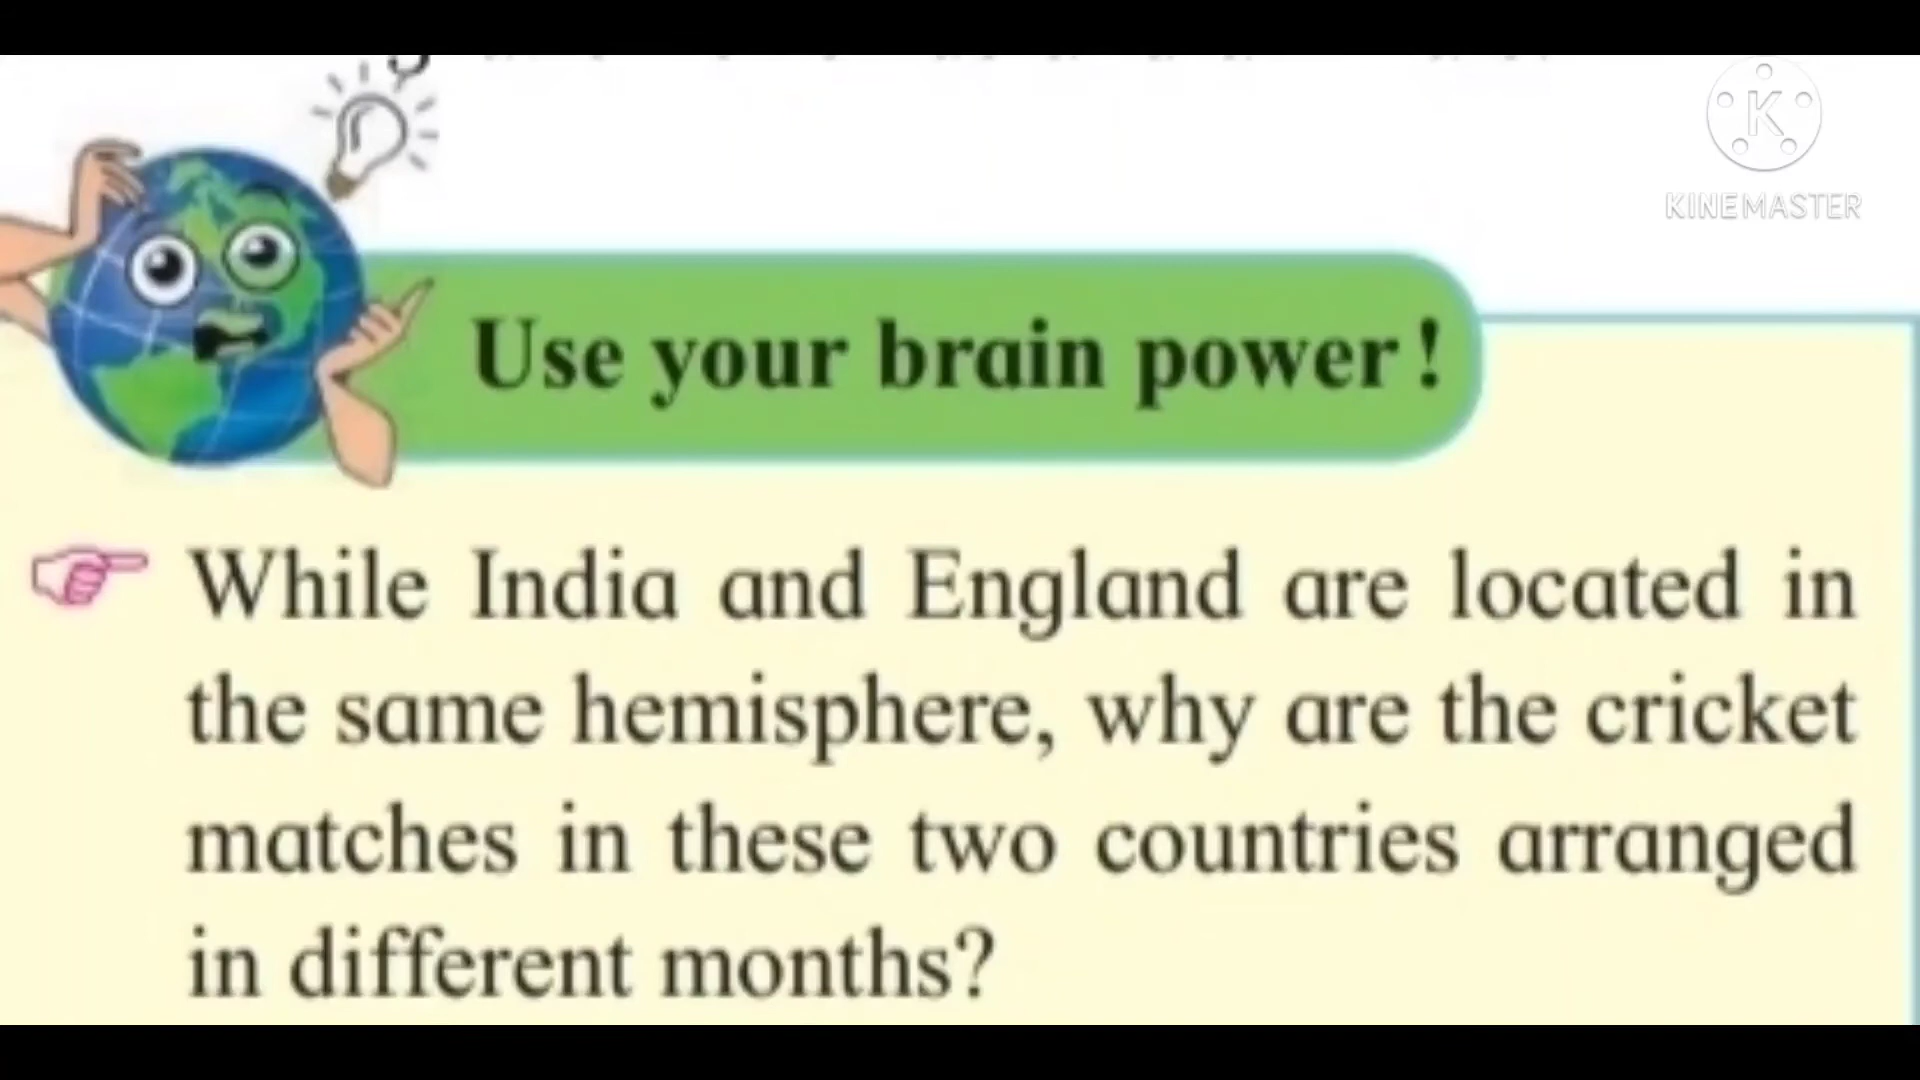 K
KINEMASTER
Use your brain power!
While India and England are located in
the same hemisphere, why are the cricket
matches in these two countries arranged
in different months?